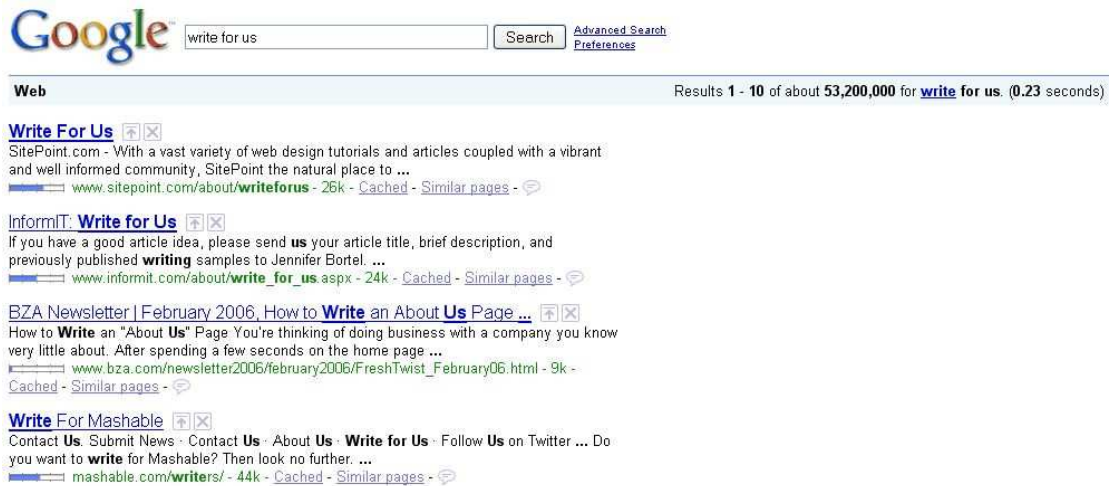 Google™ write for us Search Advanced Search
Preferences
Web Results 1 - 10 of about 53,200,000 for write for us. (0.23 seconds)
Write For Us
SitePoint.com - With a vast variety of web design tutorials and articles coupled with a vibrant
and well informed community, SitePoint the natural place to ...
www.sitepoint.com/about/writeforus - 26k - Cached - Similar pages -
InformIT: Write for Us
If you have a good article idea, please send us your article title, brief description, and
previously published writing samples to Jennifer Bortel. ...
www.informit.com/about/write_for_us.aspx - 24k - Cached - Similar pages -
BZA Newsletter | February 2006, How to Write an About Us Page ...
How to Write an "About Us" Page You're thinking of doing business with a company you know
very little about. After spending a few seconds on the home page ...
www.bza.com/newsletter2006/february2006/FreshTwist_February06.html - 9k -
Cached - Similar pages -
Write For Mashable
Contact Us. Submit News · Contact Us · About Us · Write for Us · Follow Us on Twitter ... Do
you want to write for Mashable? Then look no further. ...
mashable.com/writers/ - 44k - Cached - Similar pages -